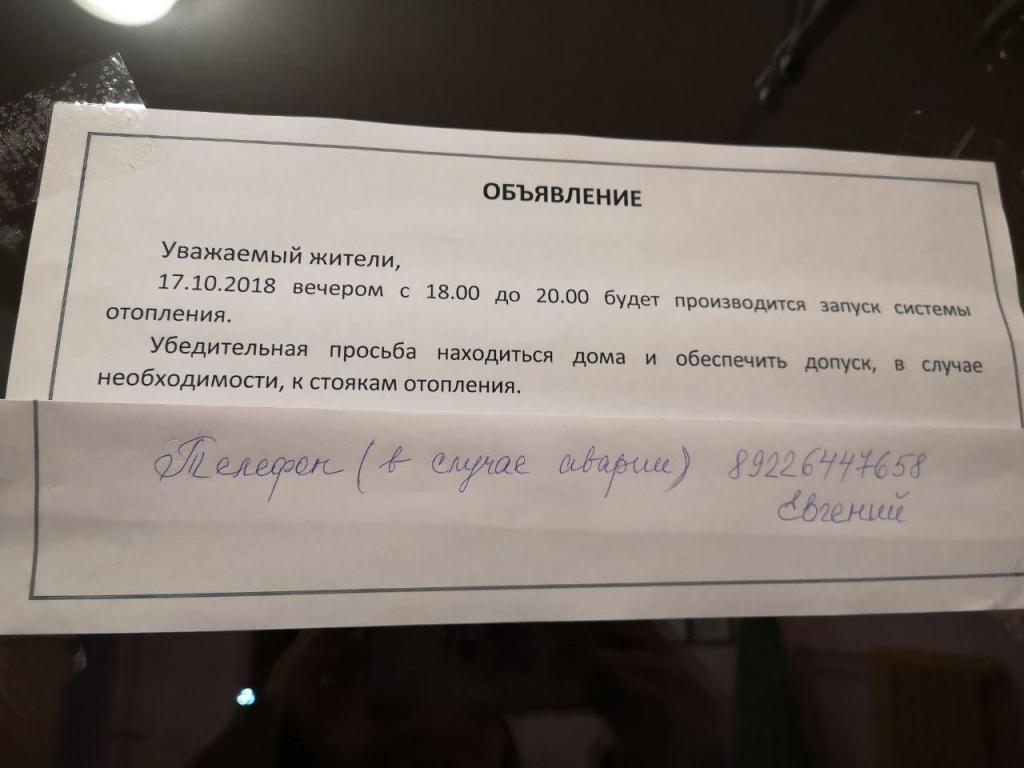 ОБЪЯВЛЕНИЕ
Уважаемый жители,
17.10.2018 вечером с 18.00 до 20.00 будет производится запуск системы
отопления.
Убедительная просьба находиться дома и обеспечить допуск, в случае
необходимости, к стоякам отопления.
Телефон (в случае аварии) 89226447658
Евгений